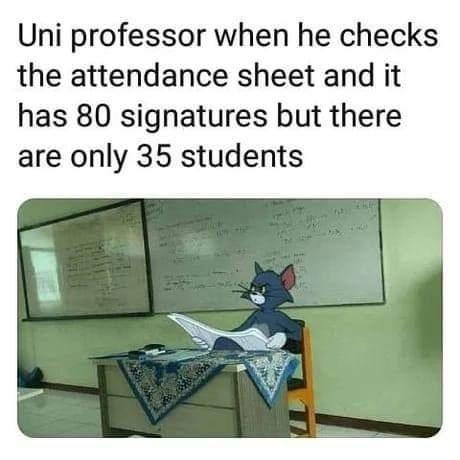 Uni professor when he checks
the attendance sheet and it
has 80 signatures but there
are only 35 students